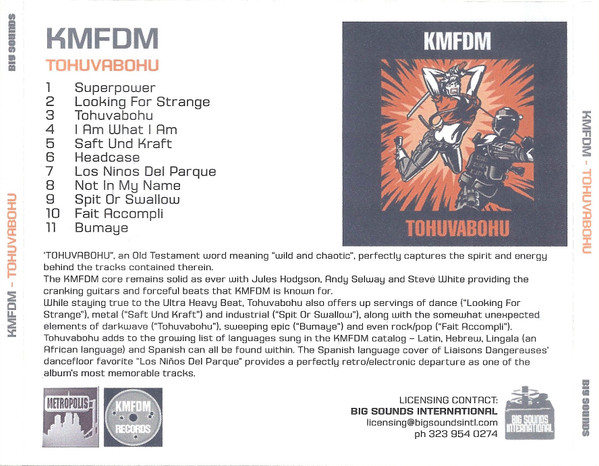 BIG SOUNDS
KMFDM - TOHUVABOHU
KMFDM
TOHUVABOHU
1 Superpower
2 Looking For Strange
3 Tohuvabohu
4 I Am What I Am
5 Saft Und Kraft
6 Headcase
7 Los Ninos Del Parque
8 Not In My Name
9 Spit Or Swallow
10 Fait Accompli
11 Bumaye
KMFDM
TOHUVABOHU
'TOHUVABOHU", an Old Testament word meaning "wild and chaotic", perfectly captures the spirit and energy
behind the tracks contained therein.
The KMFDM core remains solid as ever with Jules Hodgson, Andy Selway and Steve White providing the
cranking guitars and forceful beats that KMFDM is known for.
While staying true to the Ultra Heavy Beat, Tohuvabohu also offers up servings of dance ("Looking For
Strange"), metal ("Saft Und Kraft") and industrial ("Spit Or Swallow"), along with the somewhat unexpected
elements of darkwave ("Tohuvabohu"), sweeping epic ("Bumaye") and even rock/pop ("Fait Accompli").
Tohuvabohu adds to the growing list of languages sung in the KMFDM catalog – Latin, Hebrew, Lingala (an
African language) and Spanish can all be found within. The Spanish language cover of Liaisons Dangereuses'
dancefloor favorite "Los Niños Del Parque" provides a perfectly retro/electronic departure as one of the
album's most memorable tracks.
METROPOLIS
KMFDM
RECORDS
LICENSING CONTACT:
BIG SOUNDS INTERNATIONAL
licensing@bigsoundsintl.com
ph 323 954 0274
BIG SOUNDS
INTERNATIONAL
KMFDM - TOHUVABOHU
BIG SOUNDS